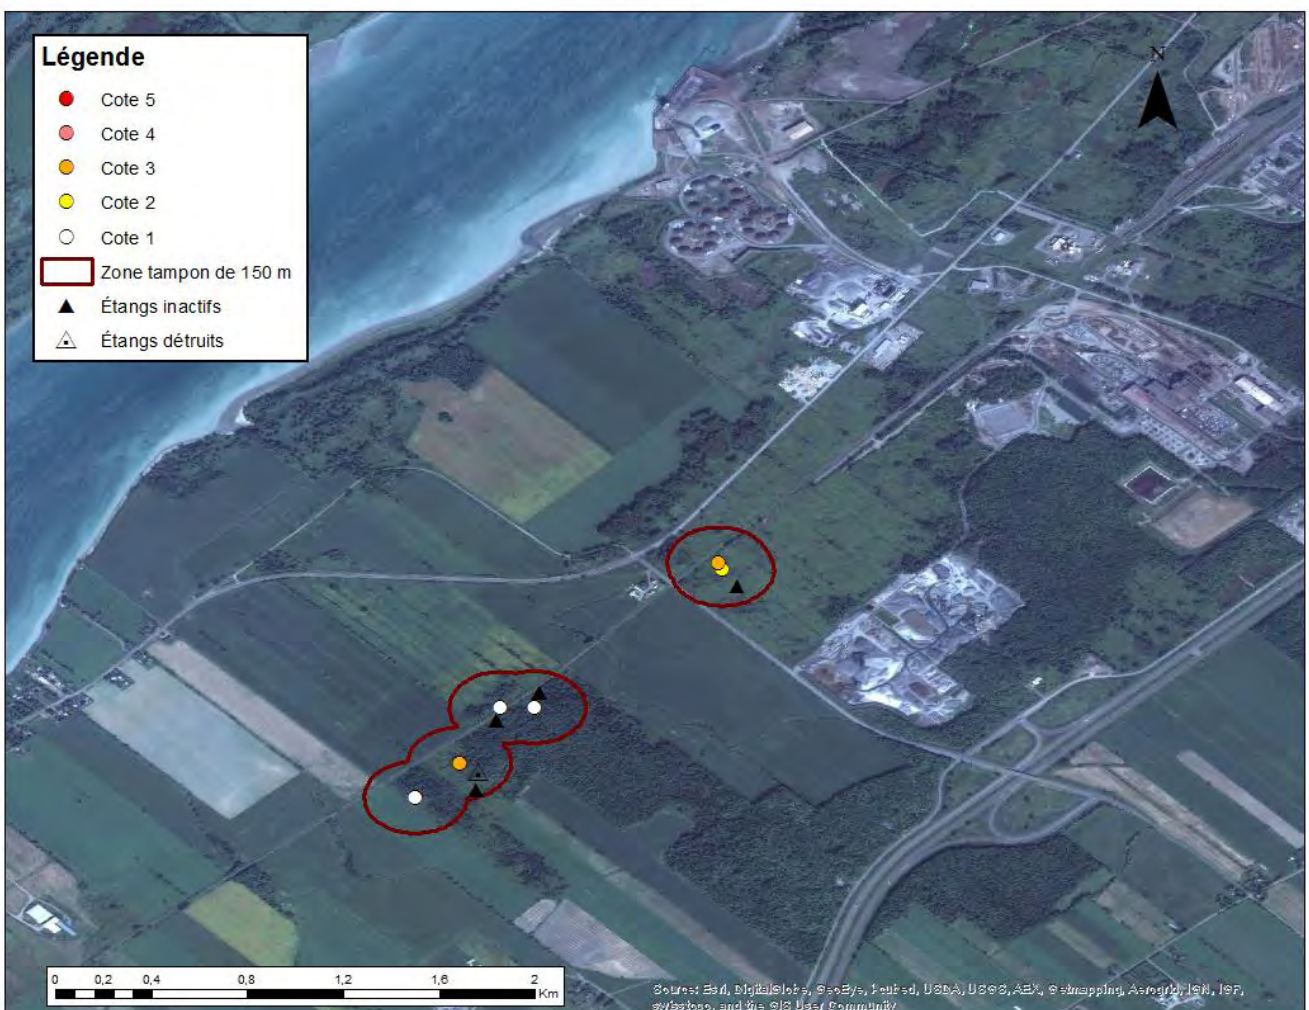 Légende
Cote 5
Cote 4
Cote 3
Cote 2
Cote 1
Zone tampon de 150 m
Étangs inactifs
Étangs détruits
N
0 0,2 0,4 0,8 1,2 1,6 2
Km
Source: Esri, DigitalGlobe, GeoEye, i-cubed, USDA, USGS, AEX, Getmapping, Aerogrid, IGN, IGP,
swisstopo, and the GIS User Community